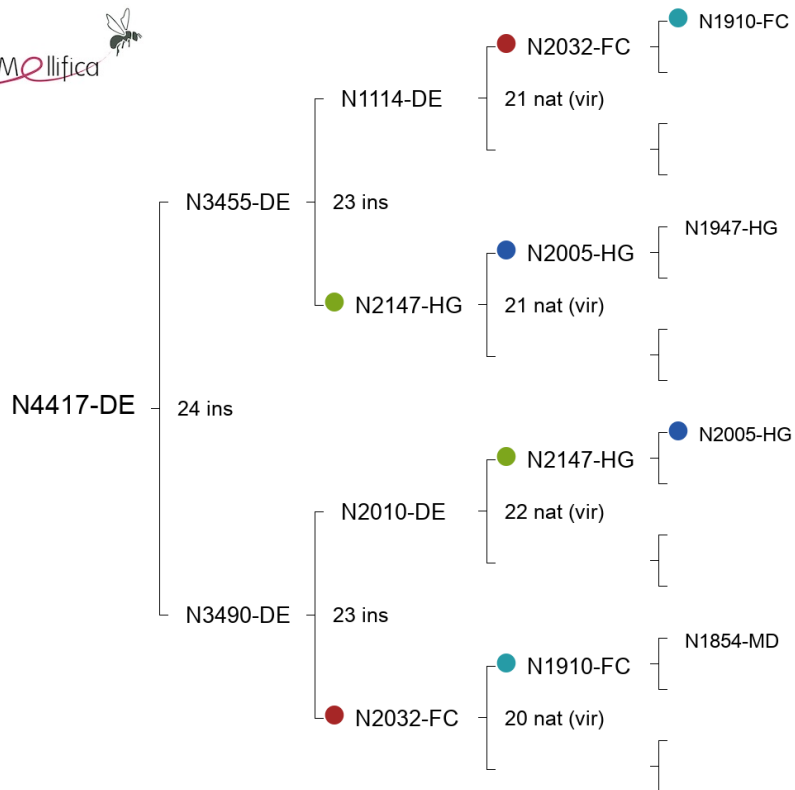 Mellifica
N1910-FC
N2032-FC
N1114-DE
21 nat (vir)
N3455-DE
23 ins
N1947-HG
N2005-HG
N2147-HG
21 nat (vir)
N4417-DE
24 ins
N2005-HG
N2147-HG
N2010-DE
22 nat (vir)
N3490-DE
23 ins
N1854-MD
N1910-FC
N2032-FC
20 nat (vir)